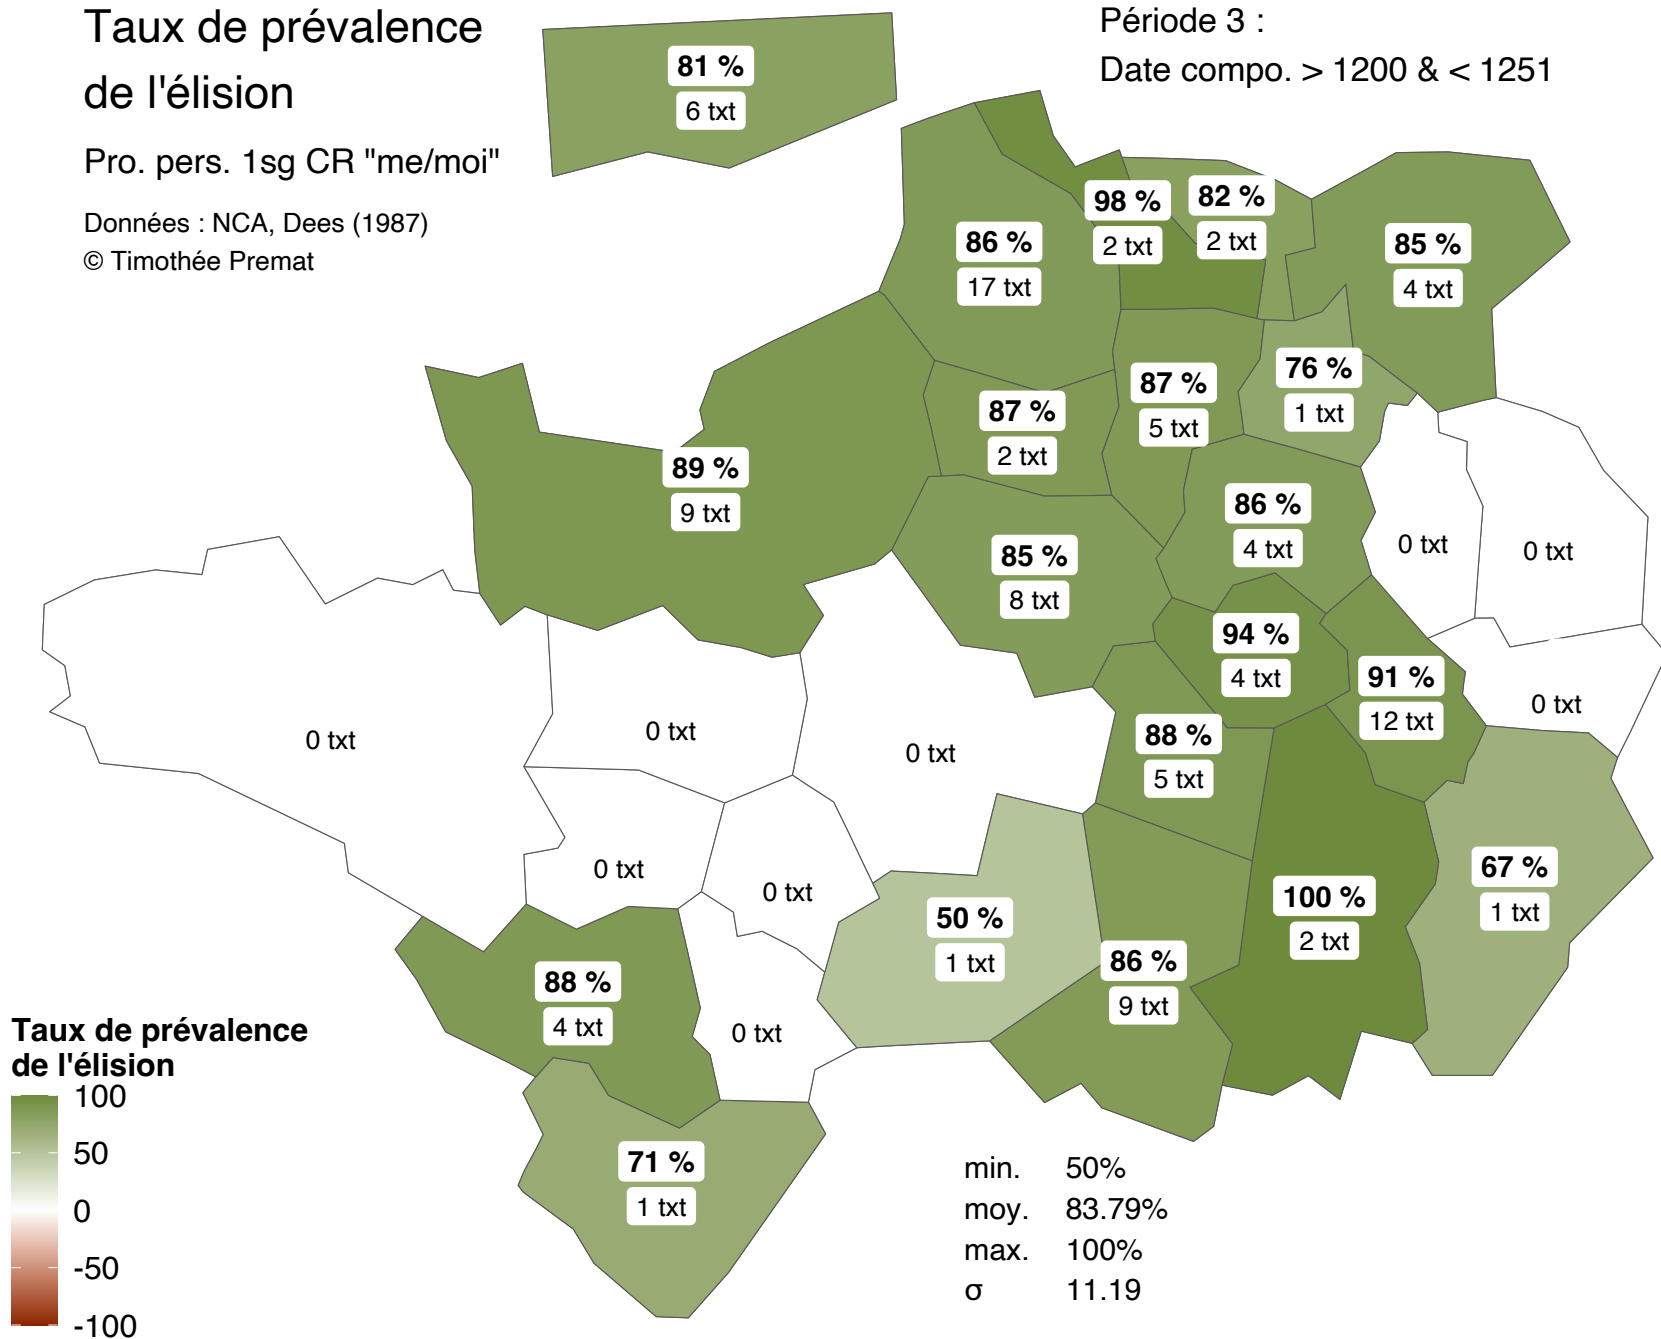 Taux de prévalence
de l'élision
Pro. pers. 1sg CR "me/moi"
Données : NCA, Dees (1987)
© Timothée Premat
Période 3 :
Date compo. > 1200 & < 1251
81 %
6 txt
98 %
2 txt
82 %
2 txt
86 %
17 txt
85 %
4 txt
76 %
1 txt
87 %
5 txt
87 %
2 txt
89 %
9 txt
86 %
4 txt
85 %
8 txt
0 txt
0 txt
94 %
4 txt
91 %
12 txt
0 txt
0 txt
0 txt
0 txt
88 %
5 txt
0 txt
0 txt
50 %
1 txt
86 %
9 txt
100 %
2 txt
67 %
1 txt
88 %
4 txt
0 txt
71 %
1 txt
Taux de prévalence
de l'élision
100
50
0
-50
-100
min. 50%
moy. 83.79%
max. 100%
σ 11.19